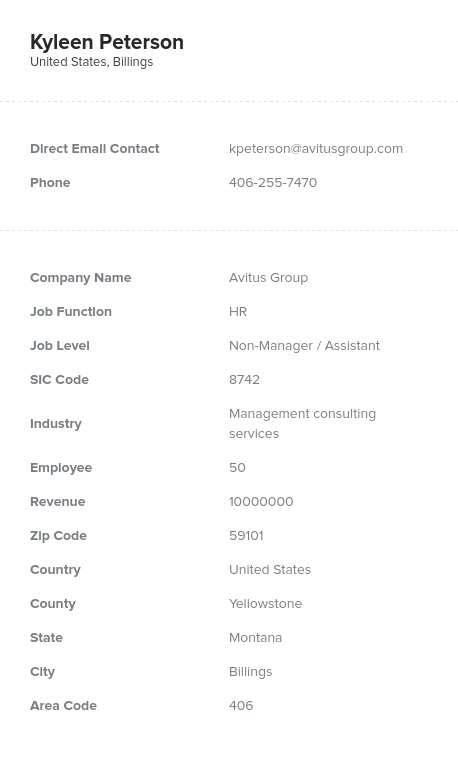 Kyleen Peterson
United States, Billings
Direct Email Contact kpeterson@avitusgroup.com
Phone 406-255-7470
Company Name Avitus Group
Job Function HR
Job Level Non-Manager / Assistant
SIC Code 8742
Industry Management consulting
services
Employee 50
Revenue 10000000
Zip Code 59101
Country United States
County Yellowstone
State Montana
City Billings
Area Code 406